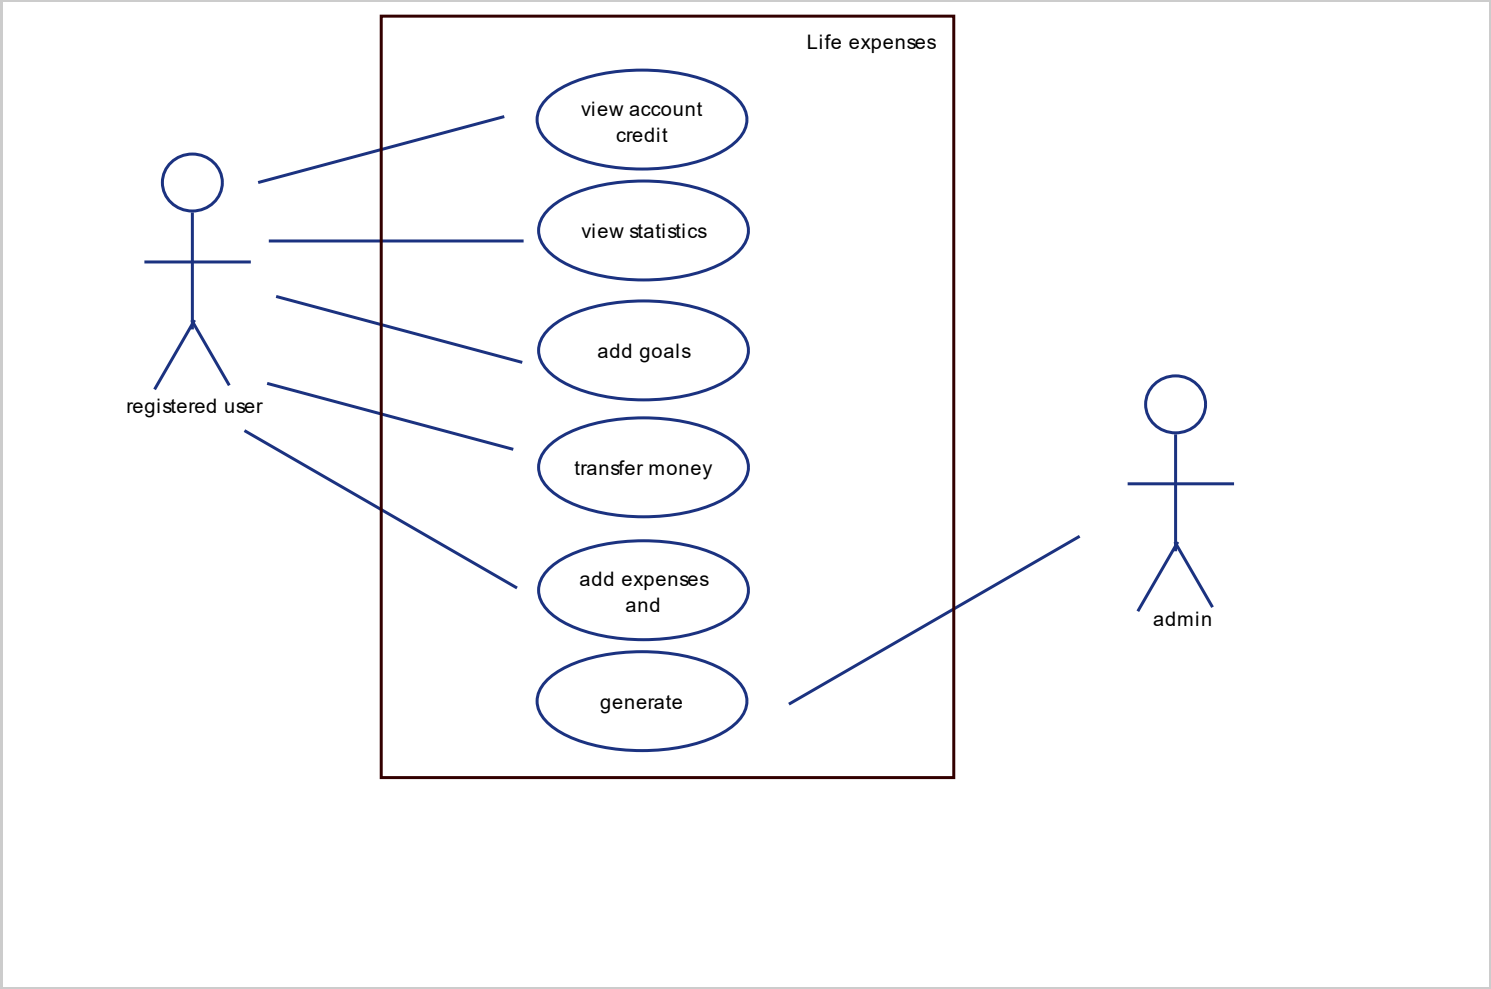 Life expenses
view account
credit
view statistics
add goals
registered user
transfer money
add expenses
and
admin
generate